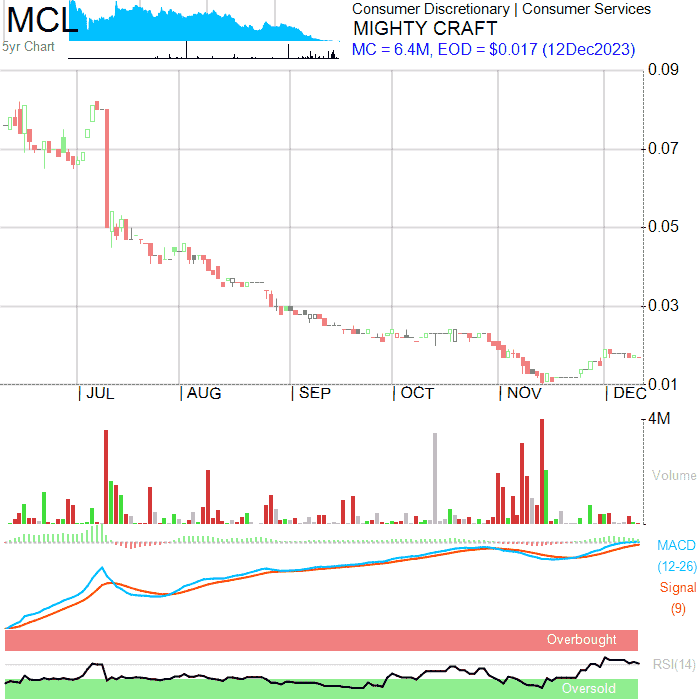 MCL
5yr Chart
Consumer Discretionary | Consumer Services
MIGHTY CRAFT
MC = 6.4M, EOD = $0.017 (12Dec2023)
0.09
0.07
0.05
0.03
0.01
JUL AUG SEP OCT NOV DEC
4M
Volume
MACD
(12-26)
Signal
(9)
Overbought
RSI(14)
Oversold